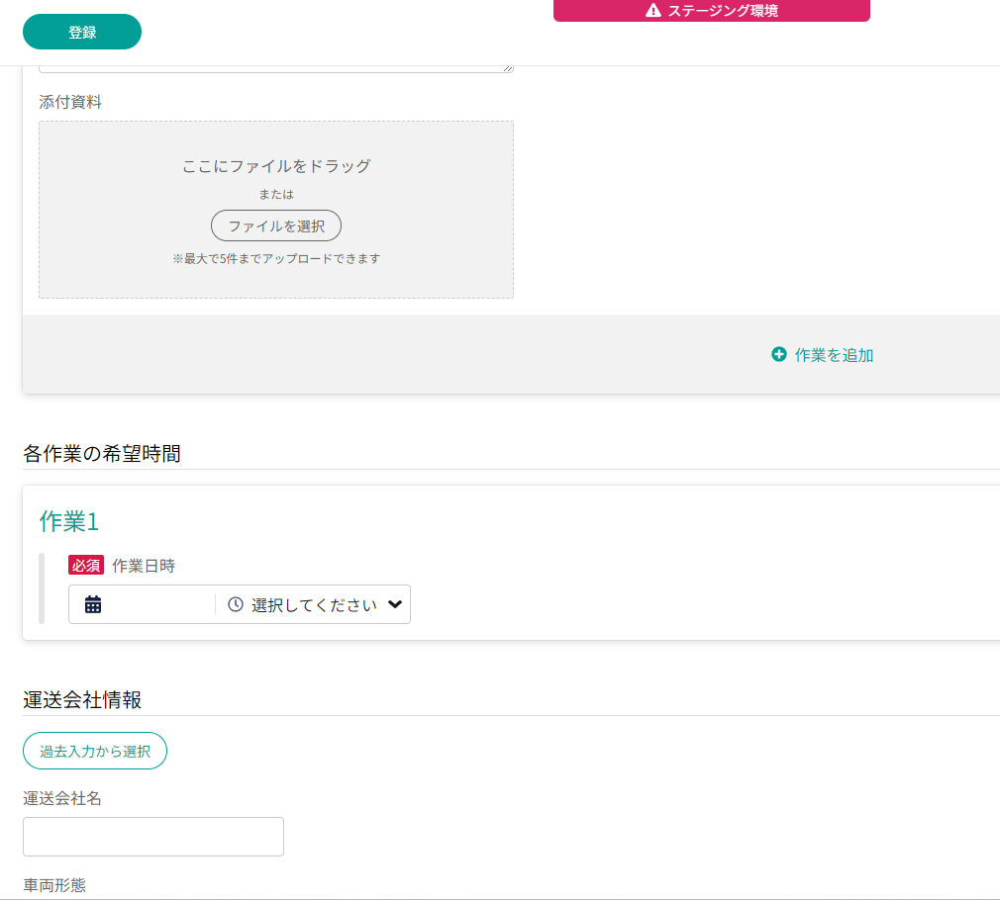 ステージング環境
登録
添付資料
ここにファイルをドラッグ
または
ファイルを選択
※最大で5件までアップロードできます
作業を追加
各作業の希望時間
作業1
必須 作業日時
選択してください
運送会社情報
過去入力から選択
運送会社名
車両形態